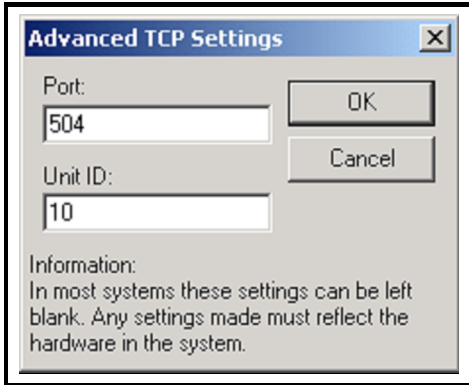 Advanced TCP Settings
Port:
504
OK
Cancel
Unit ID:
10
Information:
In most systems these settings can be left
blank. Any settings made must reflect the
hardware in the system.